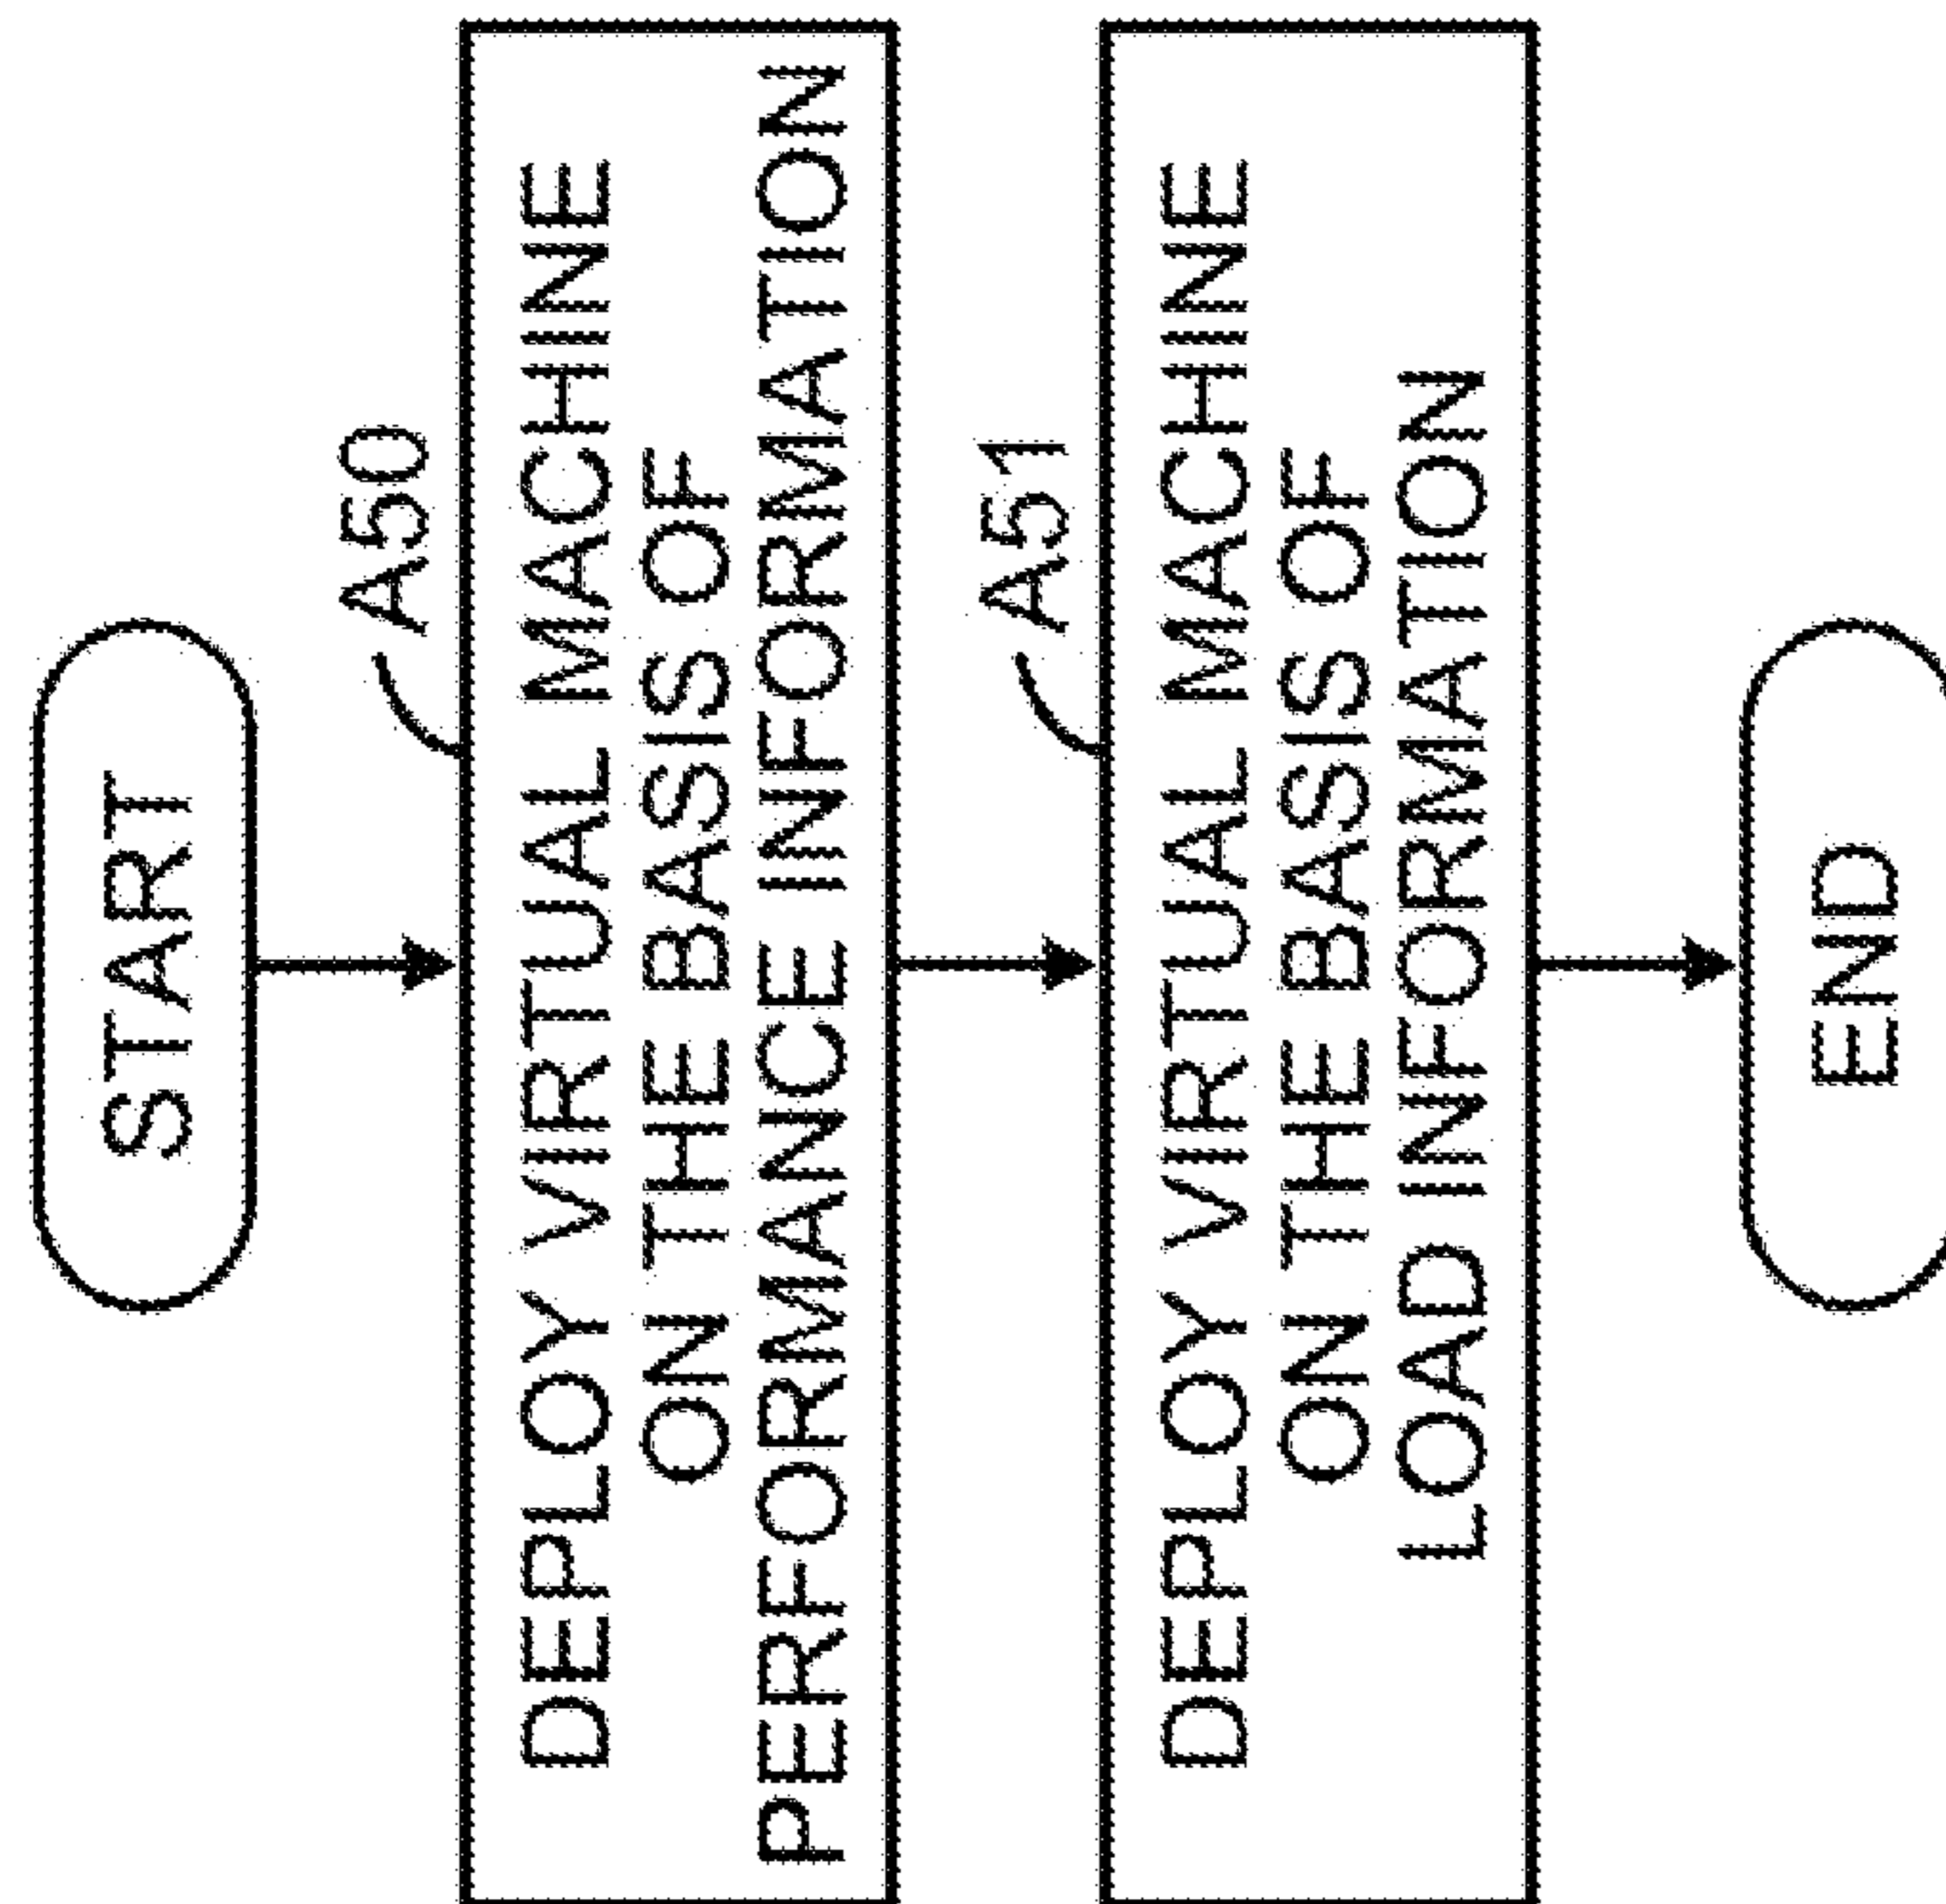 START
A50
DEPLOY VIRTUAL MACHINE
ON THE BASIS OF
PERFORMANCE INFORMATION
A51
DEPLOY VIRTUAL MACHINE
ON THE BASIS OF
LOAD INFORMATION
END